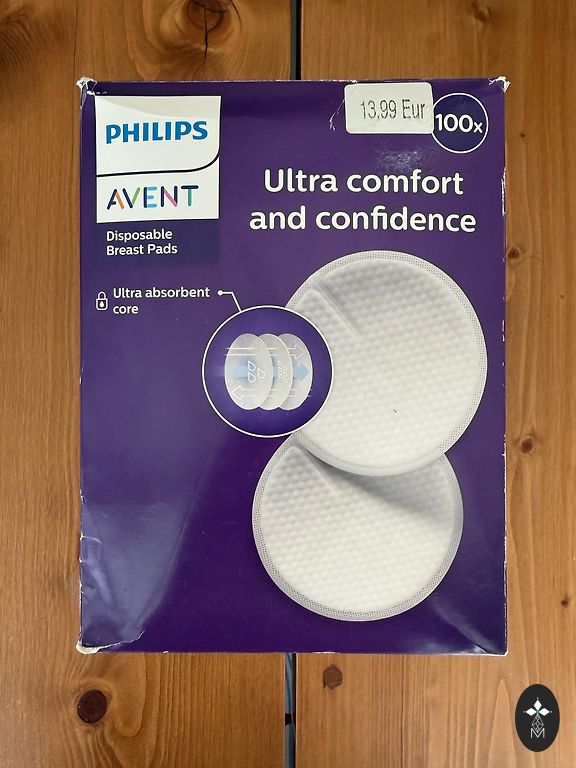 13,99 Eur
100x
PHILIPS
AVENT
Disposable
Breast Pads
Ultra comfort
and confidence
Ultra absorbent
core
M